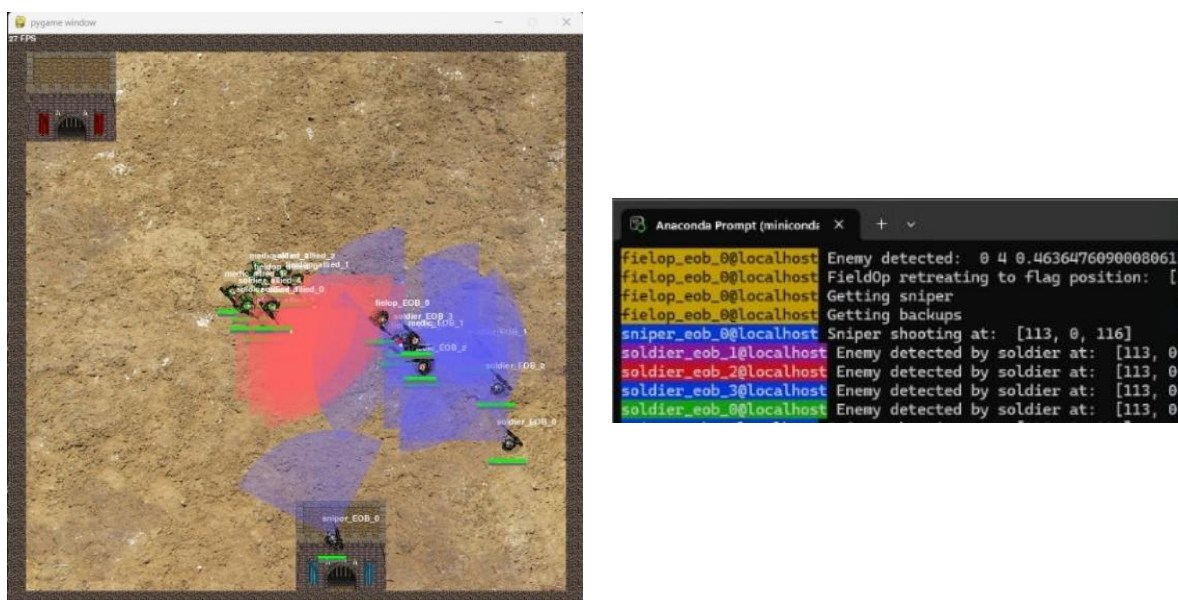 pygame window
27 FPS
fieldop_EOB_0
soldier_EOB_3
medic_EOB_1
soldier_EOB_2
soldier_EOB_0
sniper_EOB_0
Anaconda Prompt (minicond
fielop_eob_0@localhost Enemy detected: 0 4 0.4636476090008061
fielop_eob_0@localhost FieldOp retreating to flag position: [
fielop_eob_0@localhost Getting sniper
fielop_eob_0@localhost Getting backups
sniper_eob_0@localhost Sniper shooting at: [113, 0, 116]
soldier_eob_1@localhost Enemy detected by soldier at: [113, 0
soldier_eob_2@localhost Enemy detected by soldier at: [113, 0
soldier_eob_3@localhost Enemy detected by soldier at: [113, 0
soldier_eob_0@localhost Enemy detected by soldier at: [113, 0